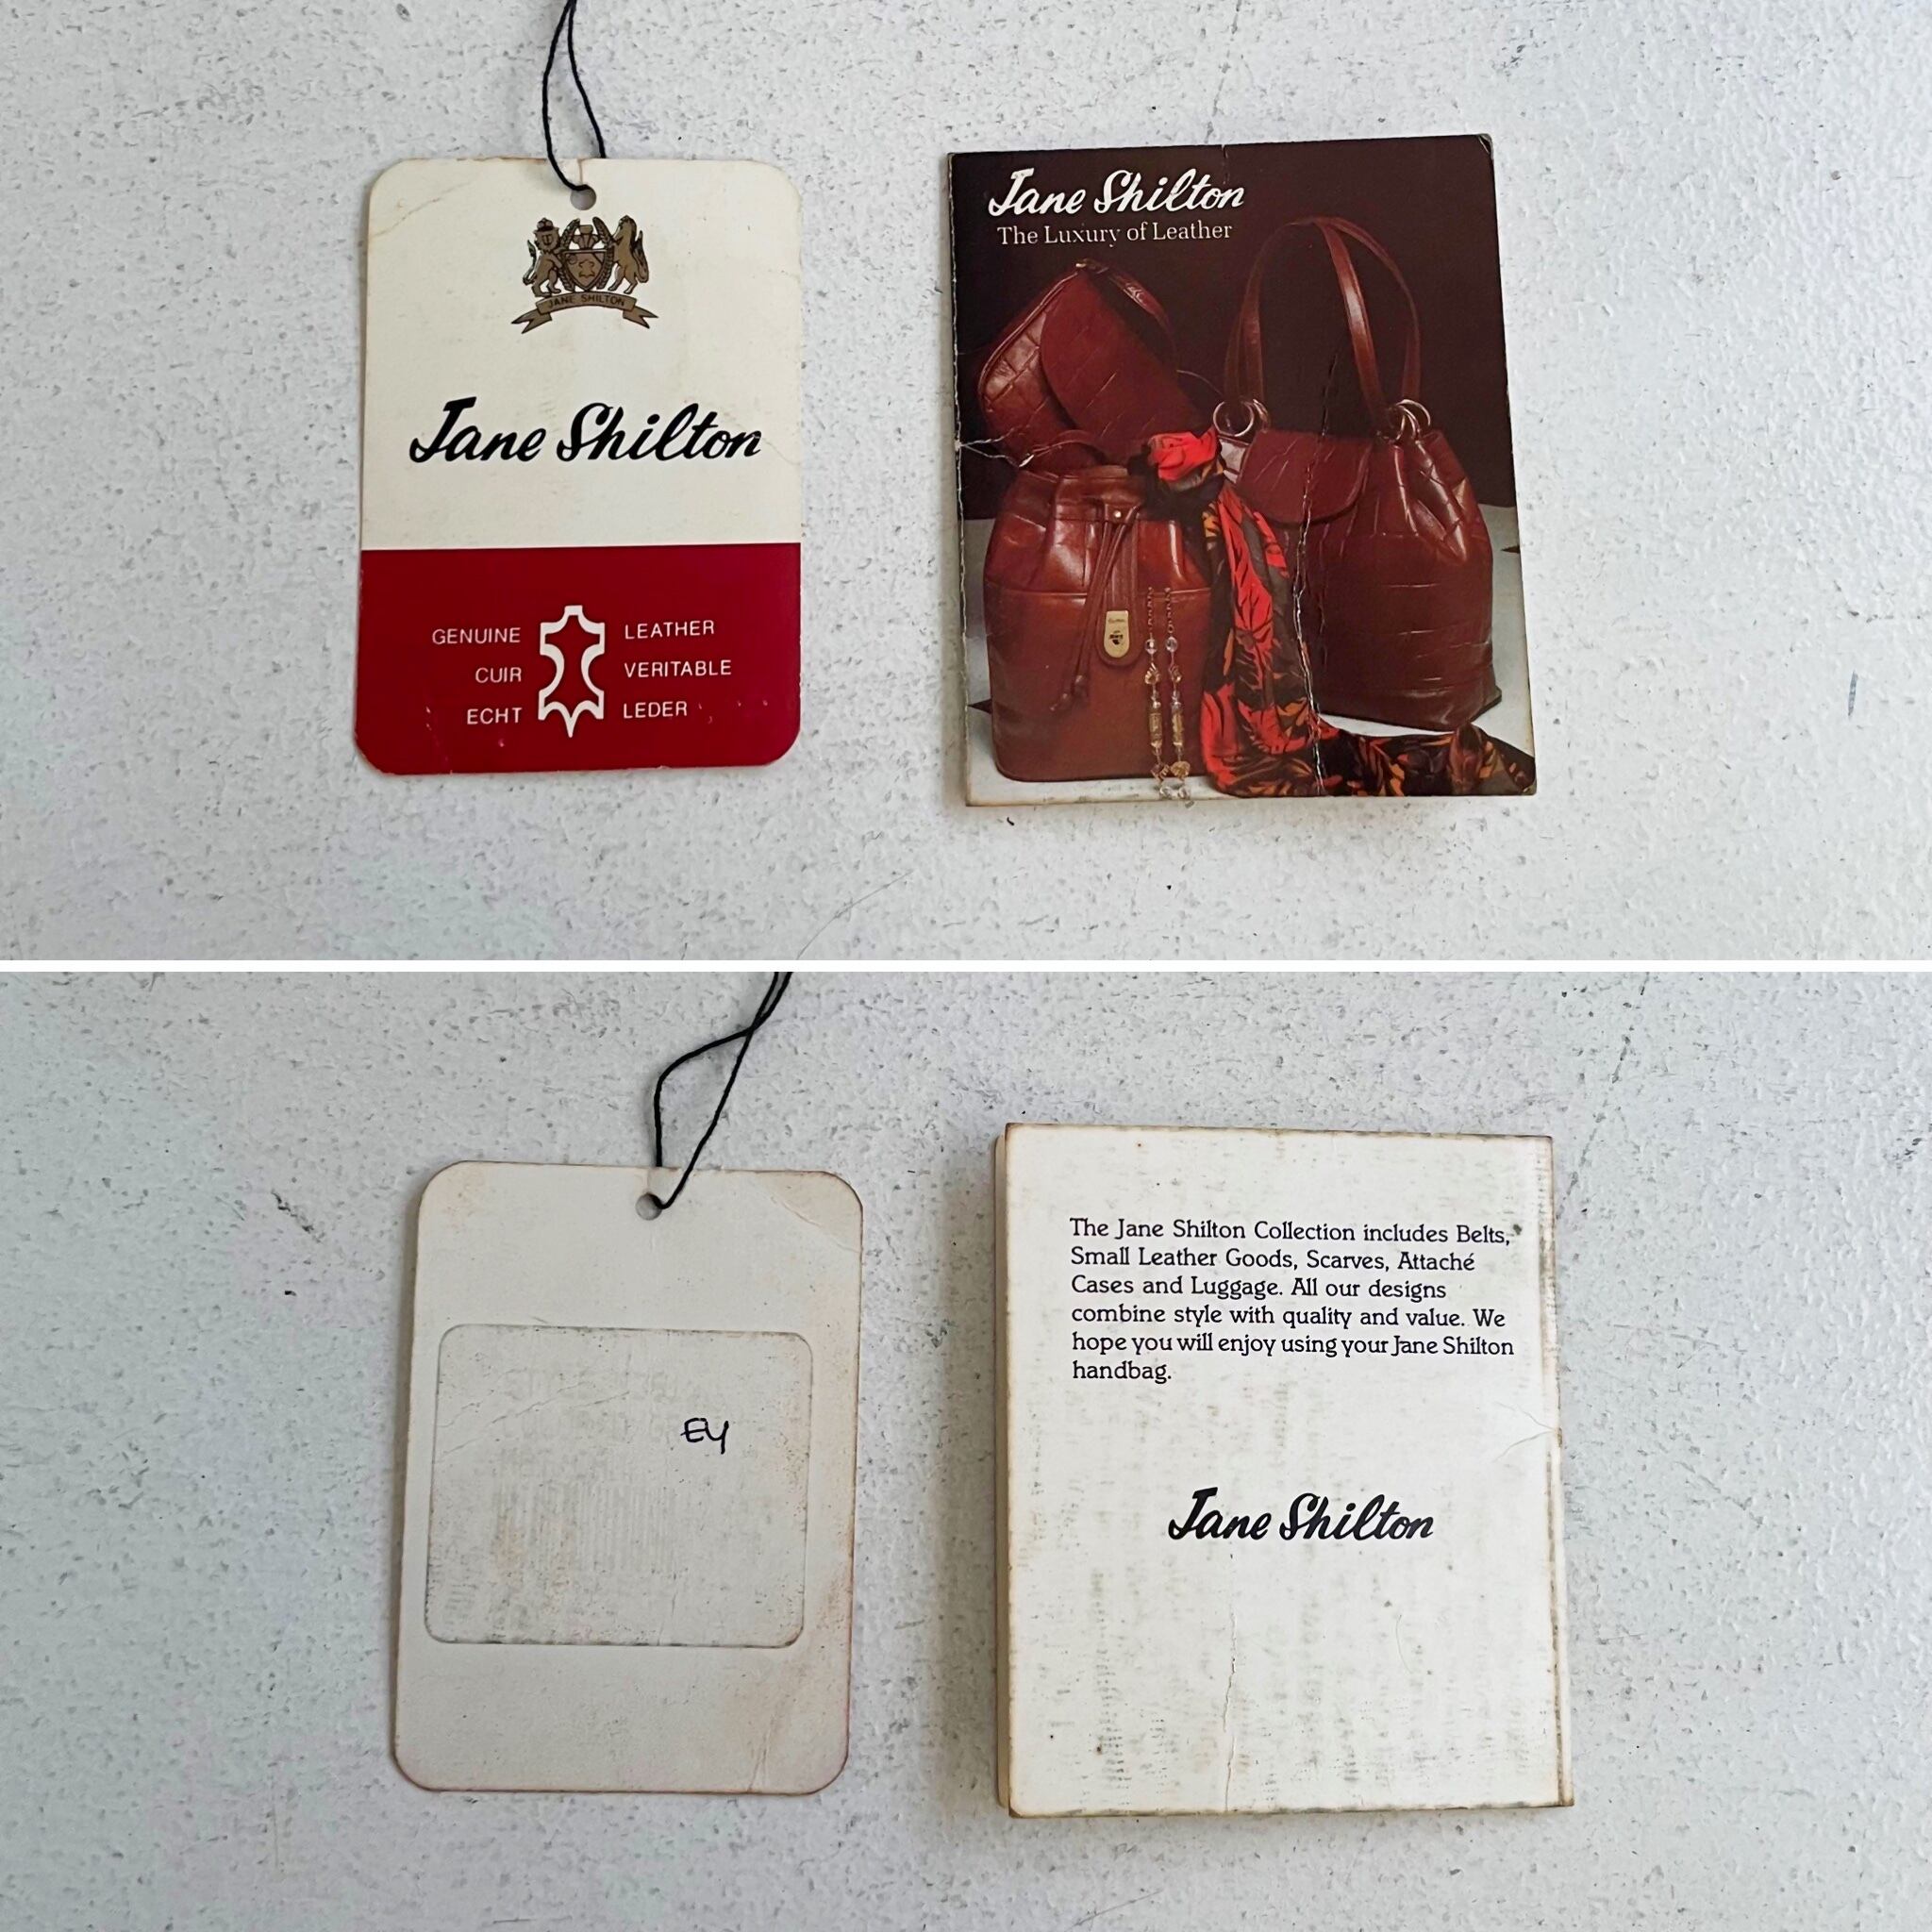 JANE SHILTON
Jane Shilton
GENUINE LEATHER
CUIR VERITABLE
ECHT LEDER
Jane Shilton
The Luxury of Leather
EY
The Jane Shilton Collection includes Belts,
Small Leather Goods, Scarves, Attaché
Cases and Luggage. All our designs
combine style with quality and value. We
hope you will enjoy using your Jane Shilton
handbag.
Jane Shilton